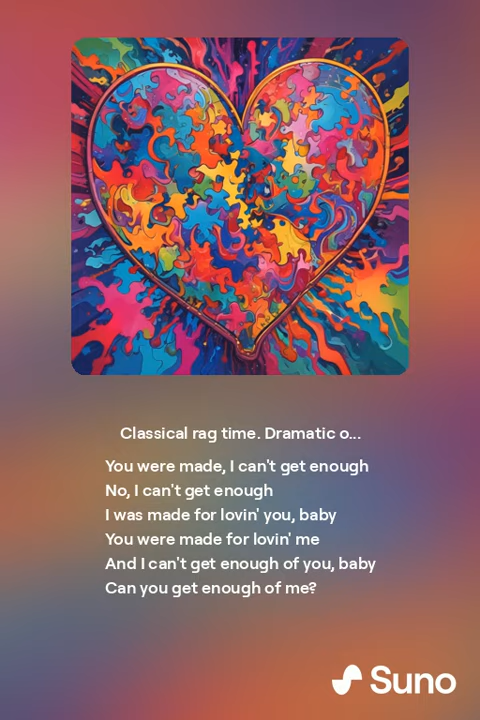 Classical rag time. Dramatic o...
You were made, I can't get enough
No, I can't get enough
I was made for lovin' you, baby
You were made for lovin' me
And I can't get enough of you, baby
Can you get enough of me?
Suno